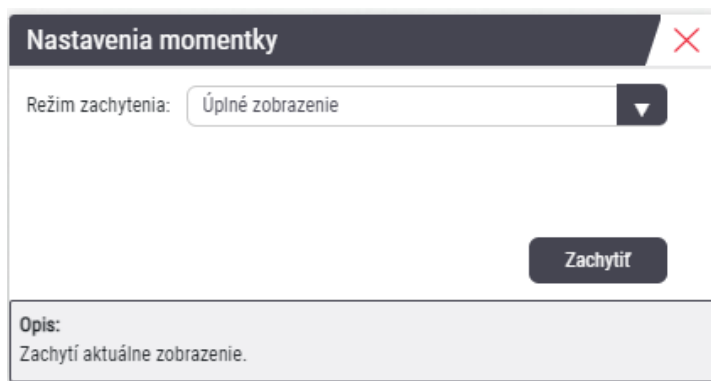 Nastavenia momentky
Režim zachytenia: Úplné zobrazenie
Zachytiť
Opis:
Zachytí aktuálne zobrazenie.